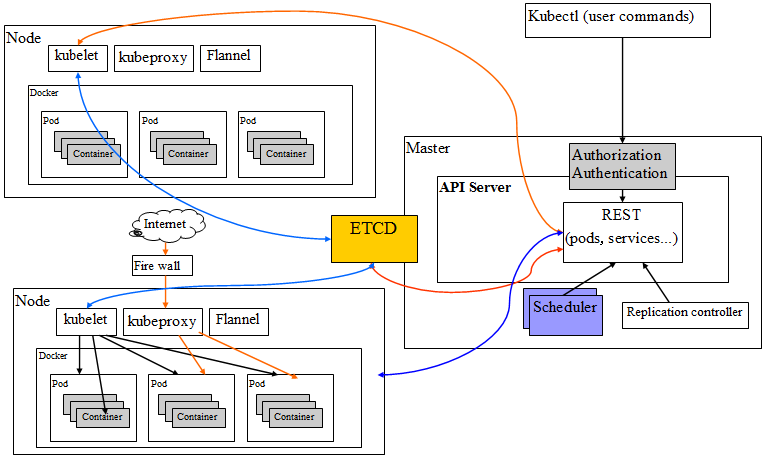 Kubectl (user commands)
Node
kubelet
kubeproxy
Flannel
Docker
Pod
Pod
Pod
Container
Container
Container
Master
Authorization
Authentication
API Server
REST
(pods, services...)
Internet
ETCD
Fire wall
Scheduler
Replication controller
Node
kubelet
kubeproxy
Flannel
Docker
Pod
Pod
Pod
Container
Container
Container